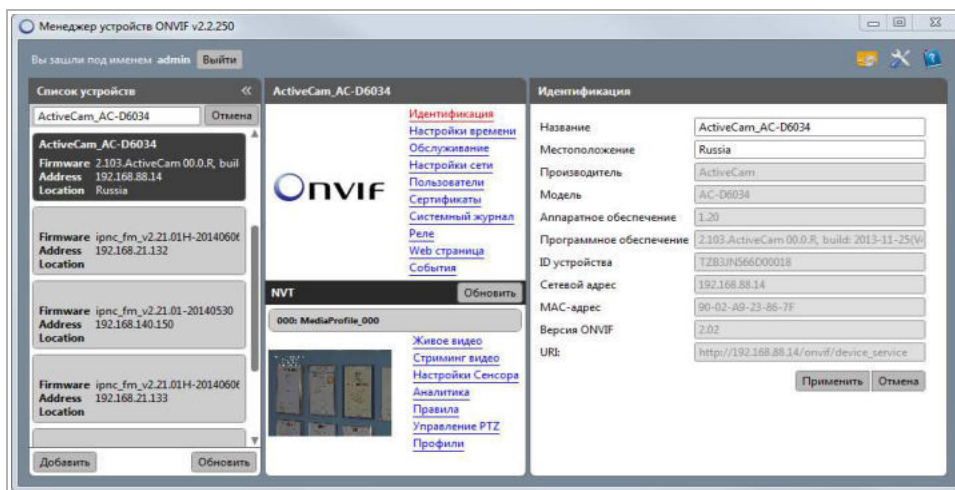 Менеджер устройств ONVIF v2.2.250
Вы зашли под именем admin Выйти
Список устройств
ActiveCam_AC-D6034 Отмена
ActiveCam_AC-D6034
Firmware 2.103.ActiveCam 00.0.R, buil
Address 192.168.88.14
Location Russia
Firmware ipnc_fm_v2.21.01H-2014060
Address 192.168.21.132
Location
Firmware ipnc_fm_v2.21.01-20140530
Address 192.168.140.150
Location
Firmware ipnc_fm_v2.21.01H-2014060
Address 192.168.21.133
Location
Добавить Обновить
ActiveCam_AC-D6034
ONVIF
Идентификация
Настройки времени
Обслуживание
Настройки сети
Пользователи
Сертификаты
Системный журнал
Реле
Web страница
События
NVT Обновить
000: MediaProfile_000
Живое видео
Стриминг видео
Настройки Сенсора
Аналитика
Правила
Управление PTZ
Профили
Идентификация
Название ActiveCam_AC-D6034
Местоположение Russia
Производитель ActiveCam
Модель AC-D6034
Аппаратное обеспечение 1.20
Программное обеспечение 2.103.ActiveCam 00.0.R, build: 2013-11-25(V
ID устройства TZB3JN566D00018
Сетевой адрес 192.168.88.14
MAC-адрес 90-02-A9-23-86-7F
Версия ONVIF 2.02
URI: http://192.168.88.14/onvif/device_service
Применить Отмена